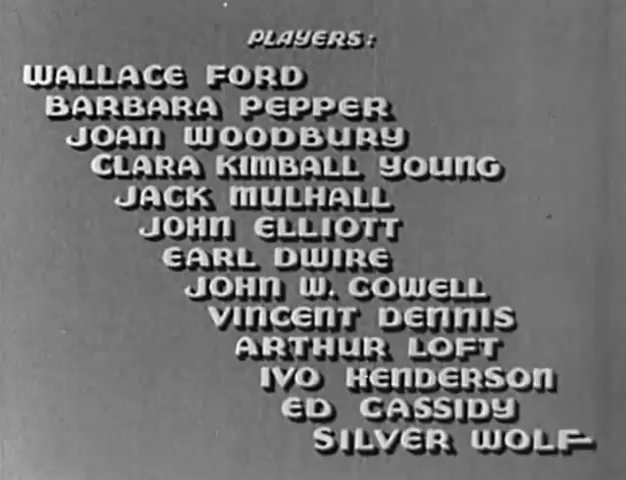 PLAYERS:
WALLACE FORD
BARBARA PEPPER
JOAN WOODBURY
CLARA KIMBALL YOUNG
JACK MULHALL
JOHN ELLIOTT
EARL DWIRE
JOHN W. COWELL
VINCENT DENNIS
ARTHUR LOFT
IVO HENDERSON
ED CASSIDY
SILVER WOLF